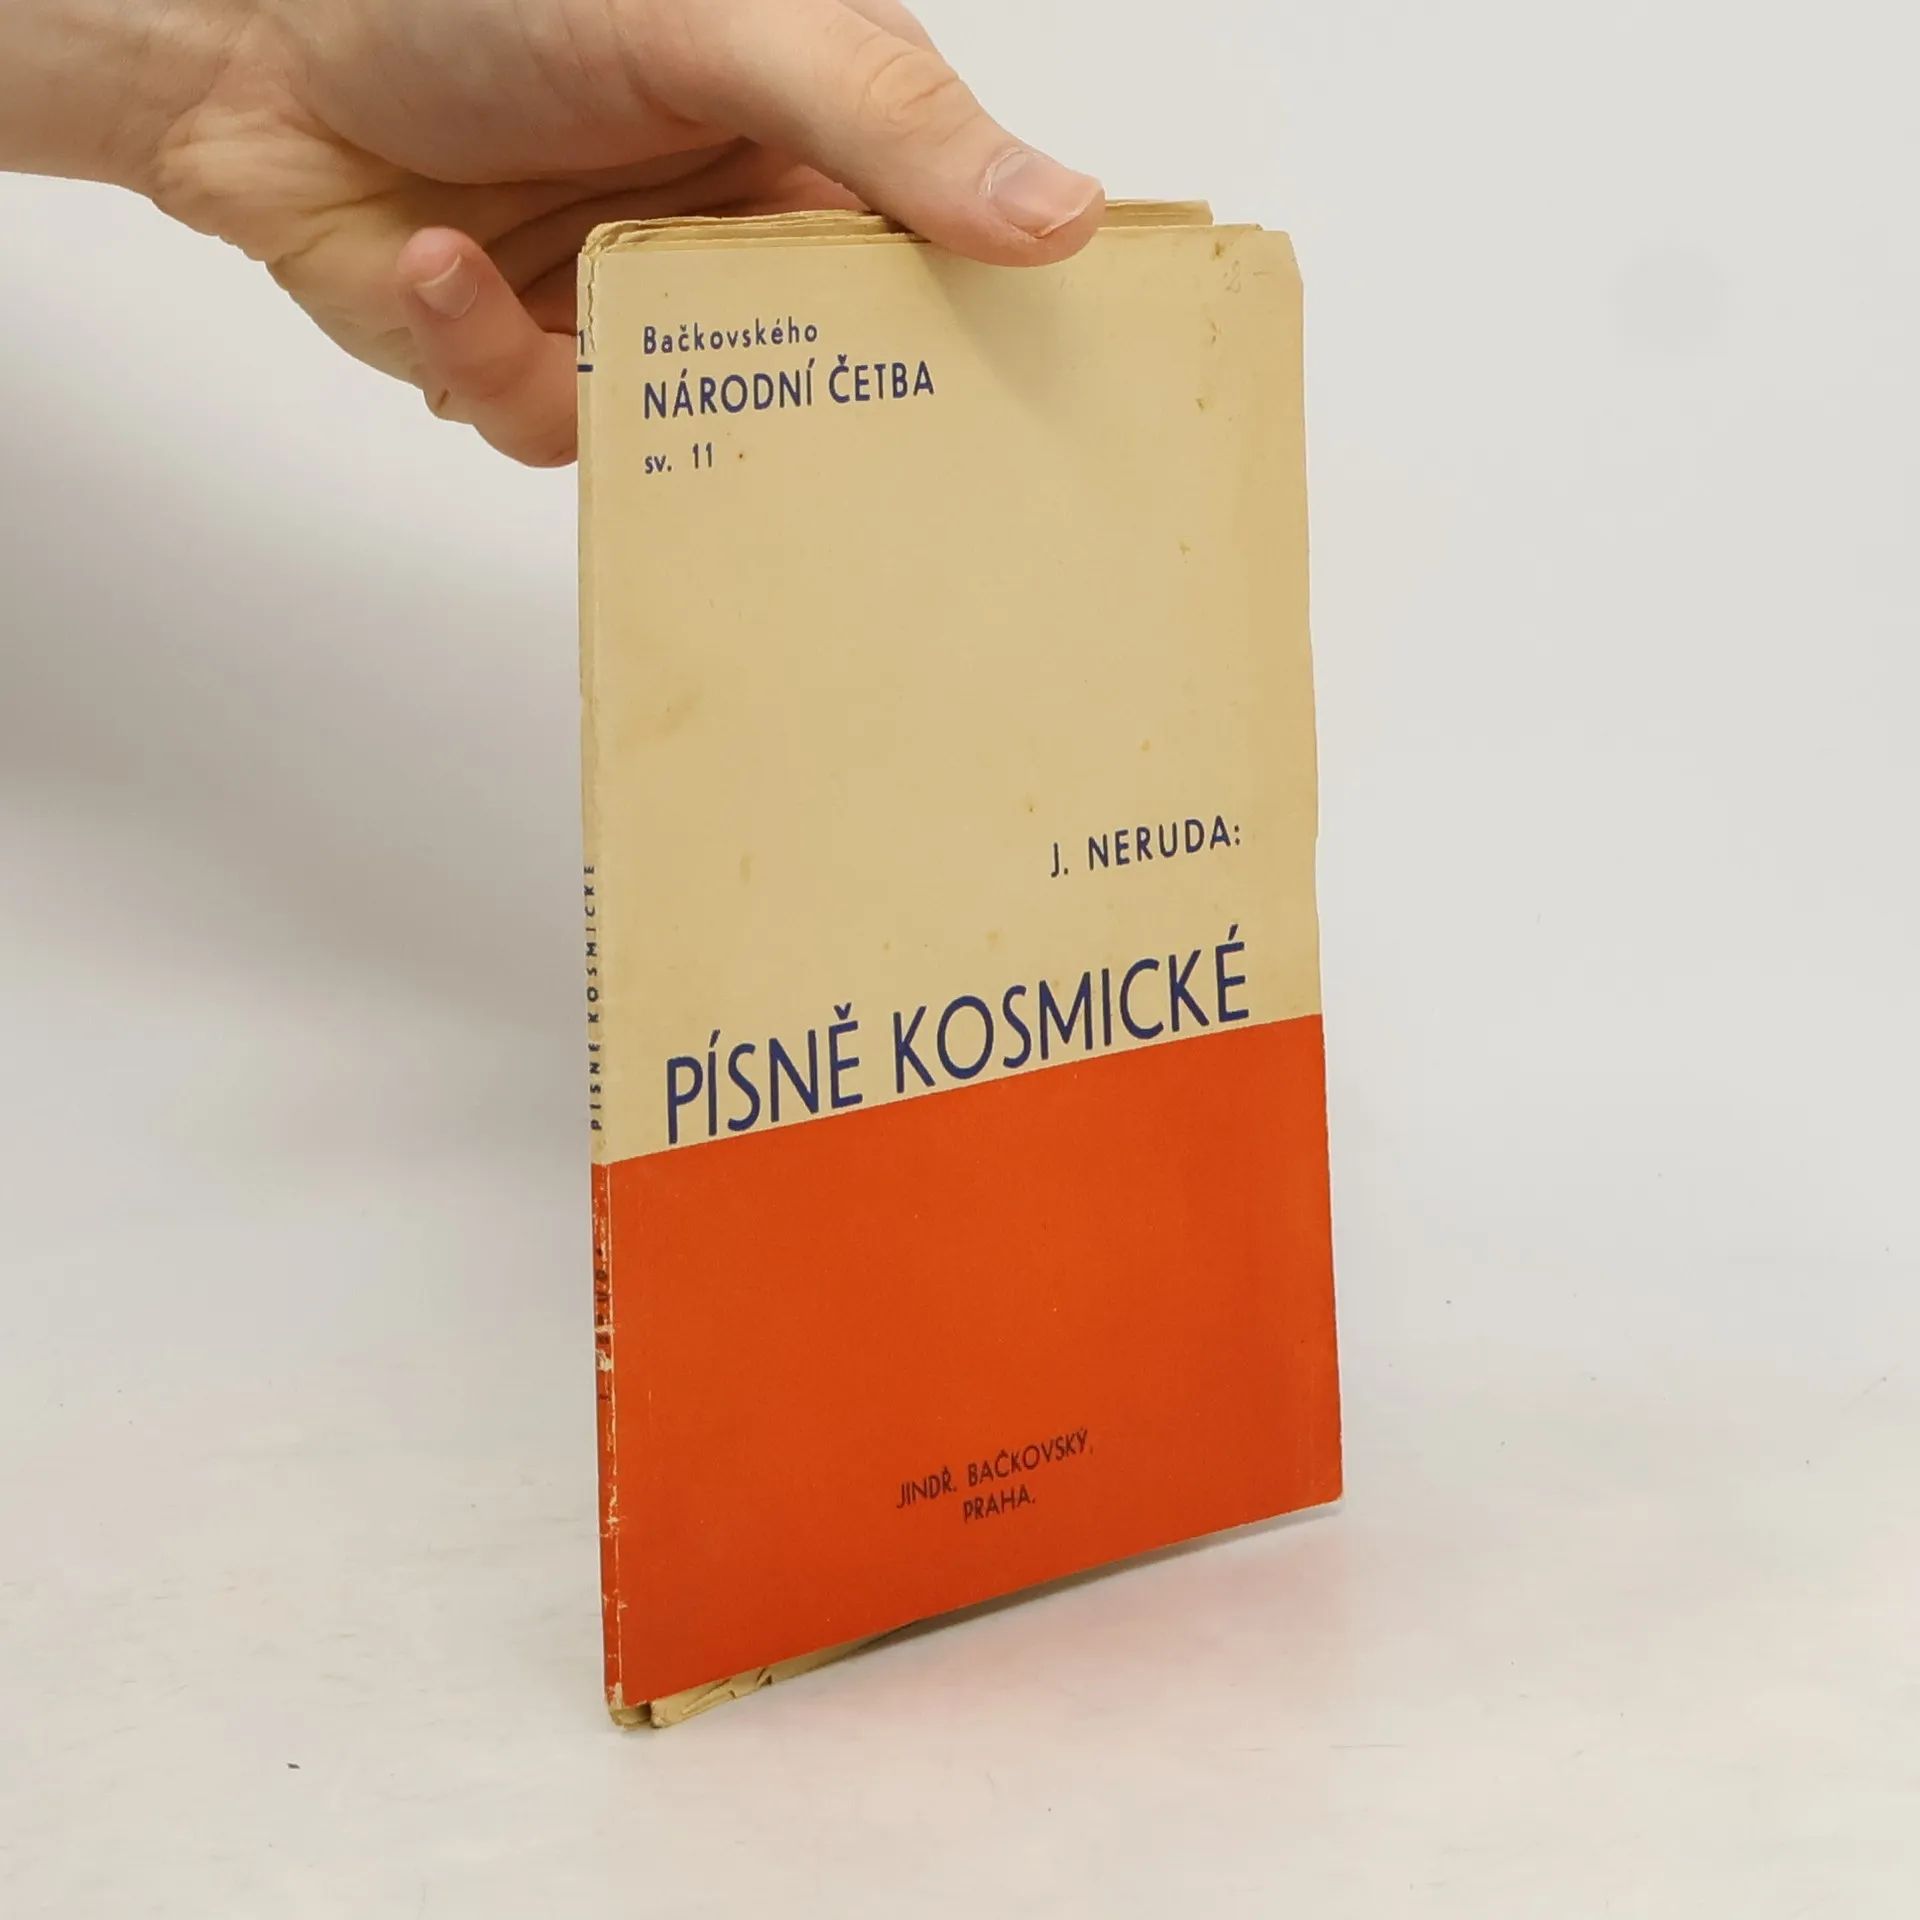 Bačkovského
NÁRODNÍ ČETBA
sv. 11
J. NERUDA:
PÍSNĚ KOSMICKÉ
JINDŘ. BAČKOVSKÝ,
PRAHA.
PÍSNĚ KOSMICKÉ